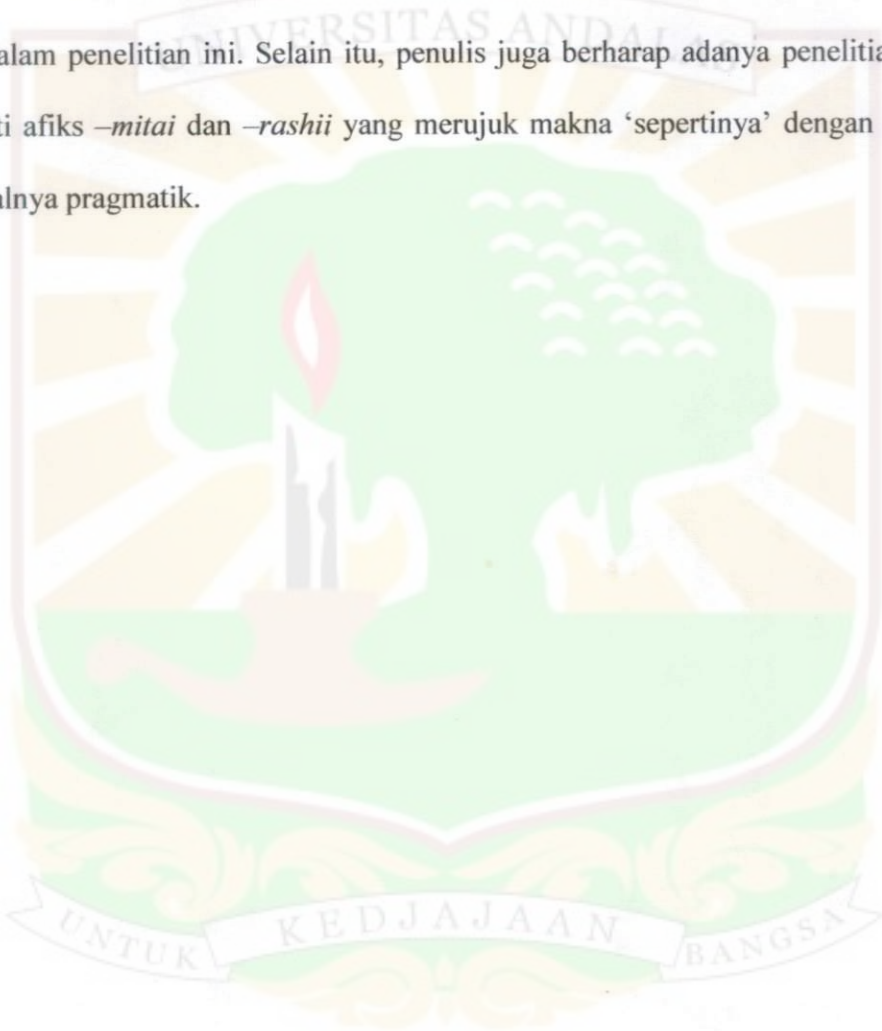 UNIVERSITAS ANDALAS
alam penelitian ini. Selain itu, penulis juga berharap adanya penelitia
ti afiks –mitai dan –rashii yang merujuk makna ‘sepertinya’ dengan
alnya pragmatik.
UNTUK KEDJAJAAN BANGSA